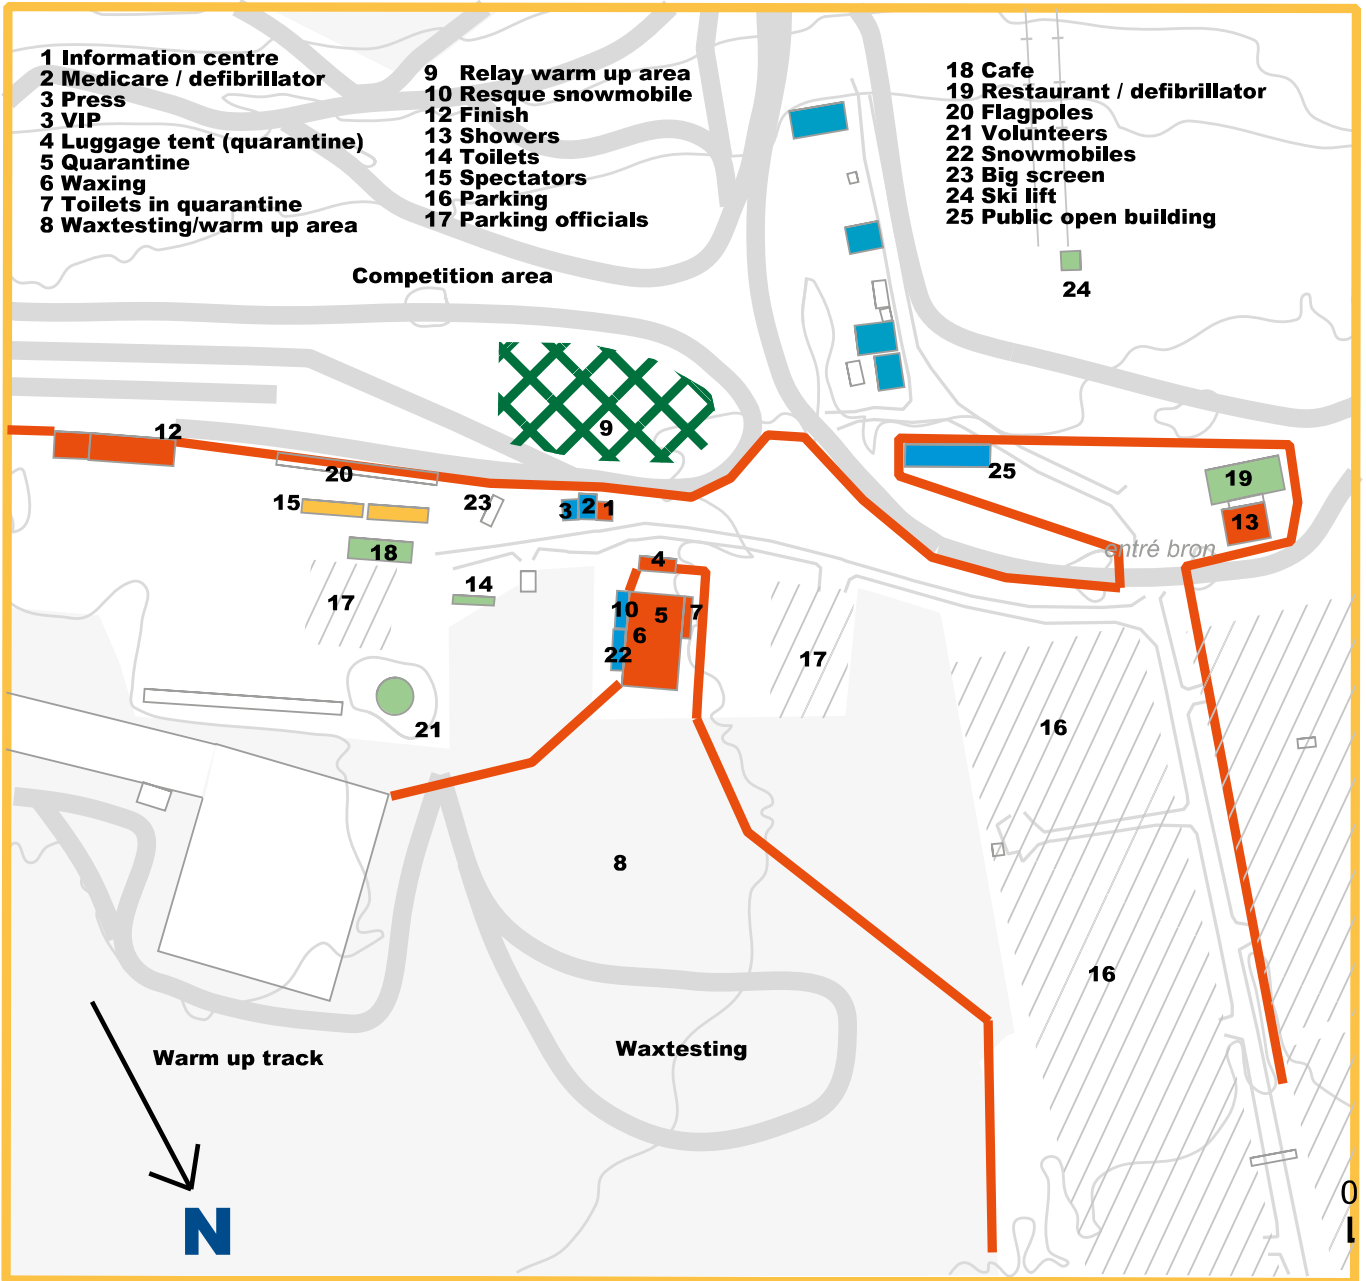 1 Information centre
2 Medicare / defibrillator
3 Press
3 VIP
4 Luggage tent (quarantine)
5 Quarantine
6 Waxing
7 Toilets in quarantine
8 Waxtesting/warm up area
9 Relay warm up area
10 Resque snowmobile
12 Finish
13 Showers
14 Toilets
15 Spectators
16 Parking
17 Parking officials
18 Cafe
19 Restaurant / defibrillator
20 Flagpoles
21 Volunteers
22 Snowmobiles
23 Big screen
24 Ski lift
25 Public open building
Competition area
24
9
12
20
25
19
15
23
3 2 1
13
18
entré bron
4
14
17
10 5 7
6
22
17
21
16
8
16
Waxtesting
Warm up track
N
0